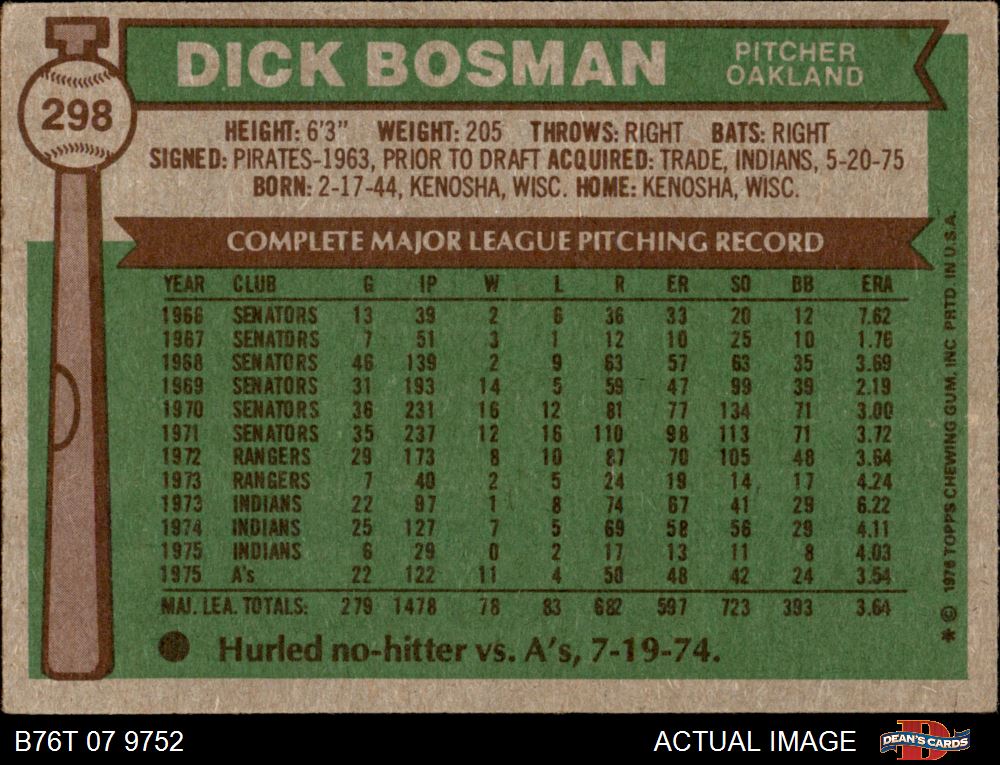 DICK BOSMAN
PITCHER
OAKLAND
298
HEIGHT: 6'3" WEIGHT: 205 THROWS: RIGHT BATS: RIGHT
SIGNED: PIRATES-1963, PRIOR TO DRAFT ACQUIRED: TRADE, INDIANS, 5-20-75
BORN: 2-17-44, KENOSHA, WISC. HOME: KENOSHA, WISC.
COMPLETE MAJOR LEAGUE PITCHING RECORD
YEAR CLUB G IP W L R ER SO BB ERA
1966 SENATORS 13 39 2 6 36 33 20 12 7.62
1967 SENATORS 7 51 3 1 12 10 25 10 1.76
1968 SENATORS 46 139 2 9 63 57 63 35 3.69
1969 SENATORS 31 193 14 5 59 47 99 39 2.19
1970 SENATORS 36 231 16 12 81 77 134 71 3.00
1971 SENATORS 35 237 12 16 110 98 113 71 3.72
1972 RANGERS 29 173 8 10 87 70 105 48 3.64
1973 RANGERS 7 40 2 5 24 19 14 17 4.24
1973 INDIANS 22 97 1 8 74 67 41 29 6.22
1974 INDIANS 25 127 7 5 69 58 56 29 4.11
1975 INDIANS 6 29 0 2 17 13 11 8 4.03
1975 A's 22 122 11 4 50 48 42 24 3.54
MAJ. LEA. TOTALS: 279 1478 78 83 682 597 723 393 3.64
Hurled no-hitter vs. A's, 7-19-74.
* © 1976 TOPPS CHEWING GUM, INC PRTD. IN U.S.A.
B76T 07 9752
ACTUAL IMAGE
DEAN'S CARDS